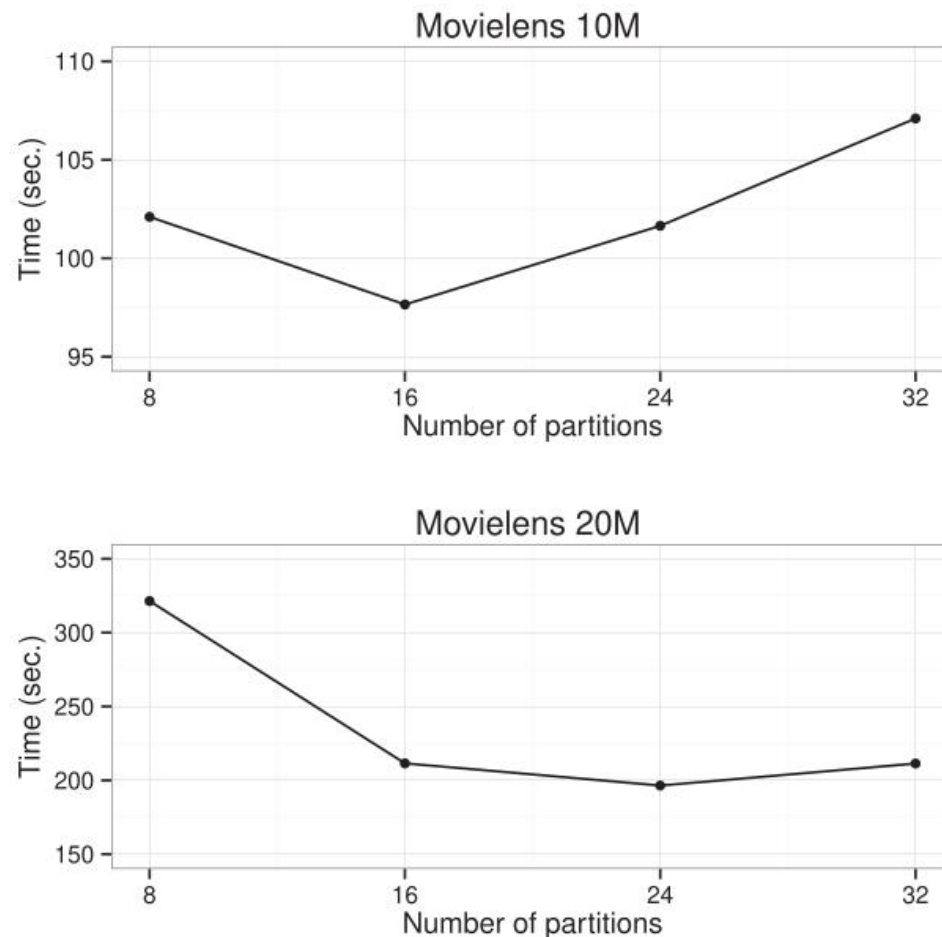 Movielens 10M
110
105
100
95
Time (sec.)
8 16 24 32
Number of partitions
Movielens 20M
350
300
250
200
150
Time (sec.)
8 16 24 32
Number of partitions